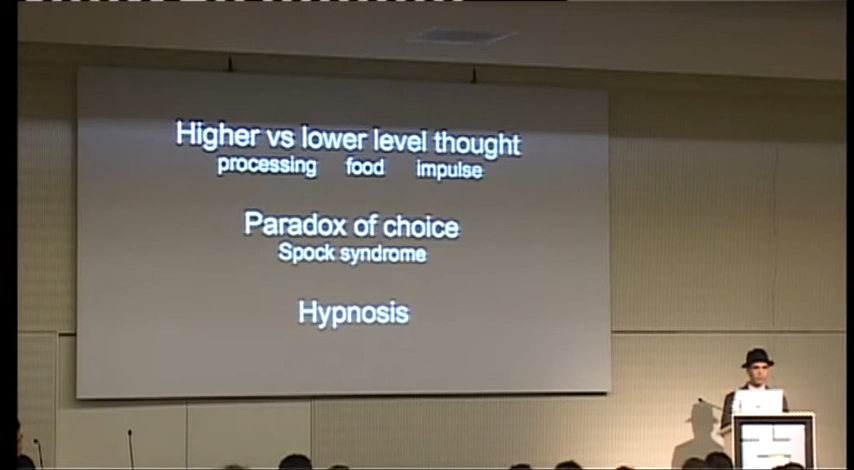 Higher vs lower level thought
processing food impulse
Paradox of choice
Spock syndrome
Hypnosis